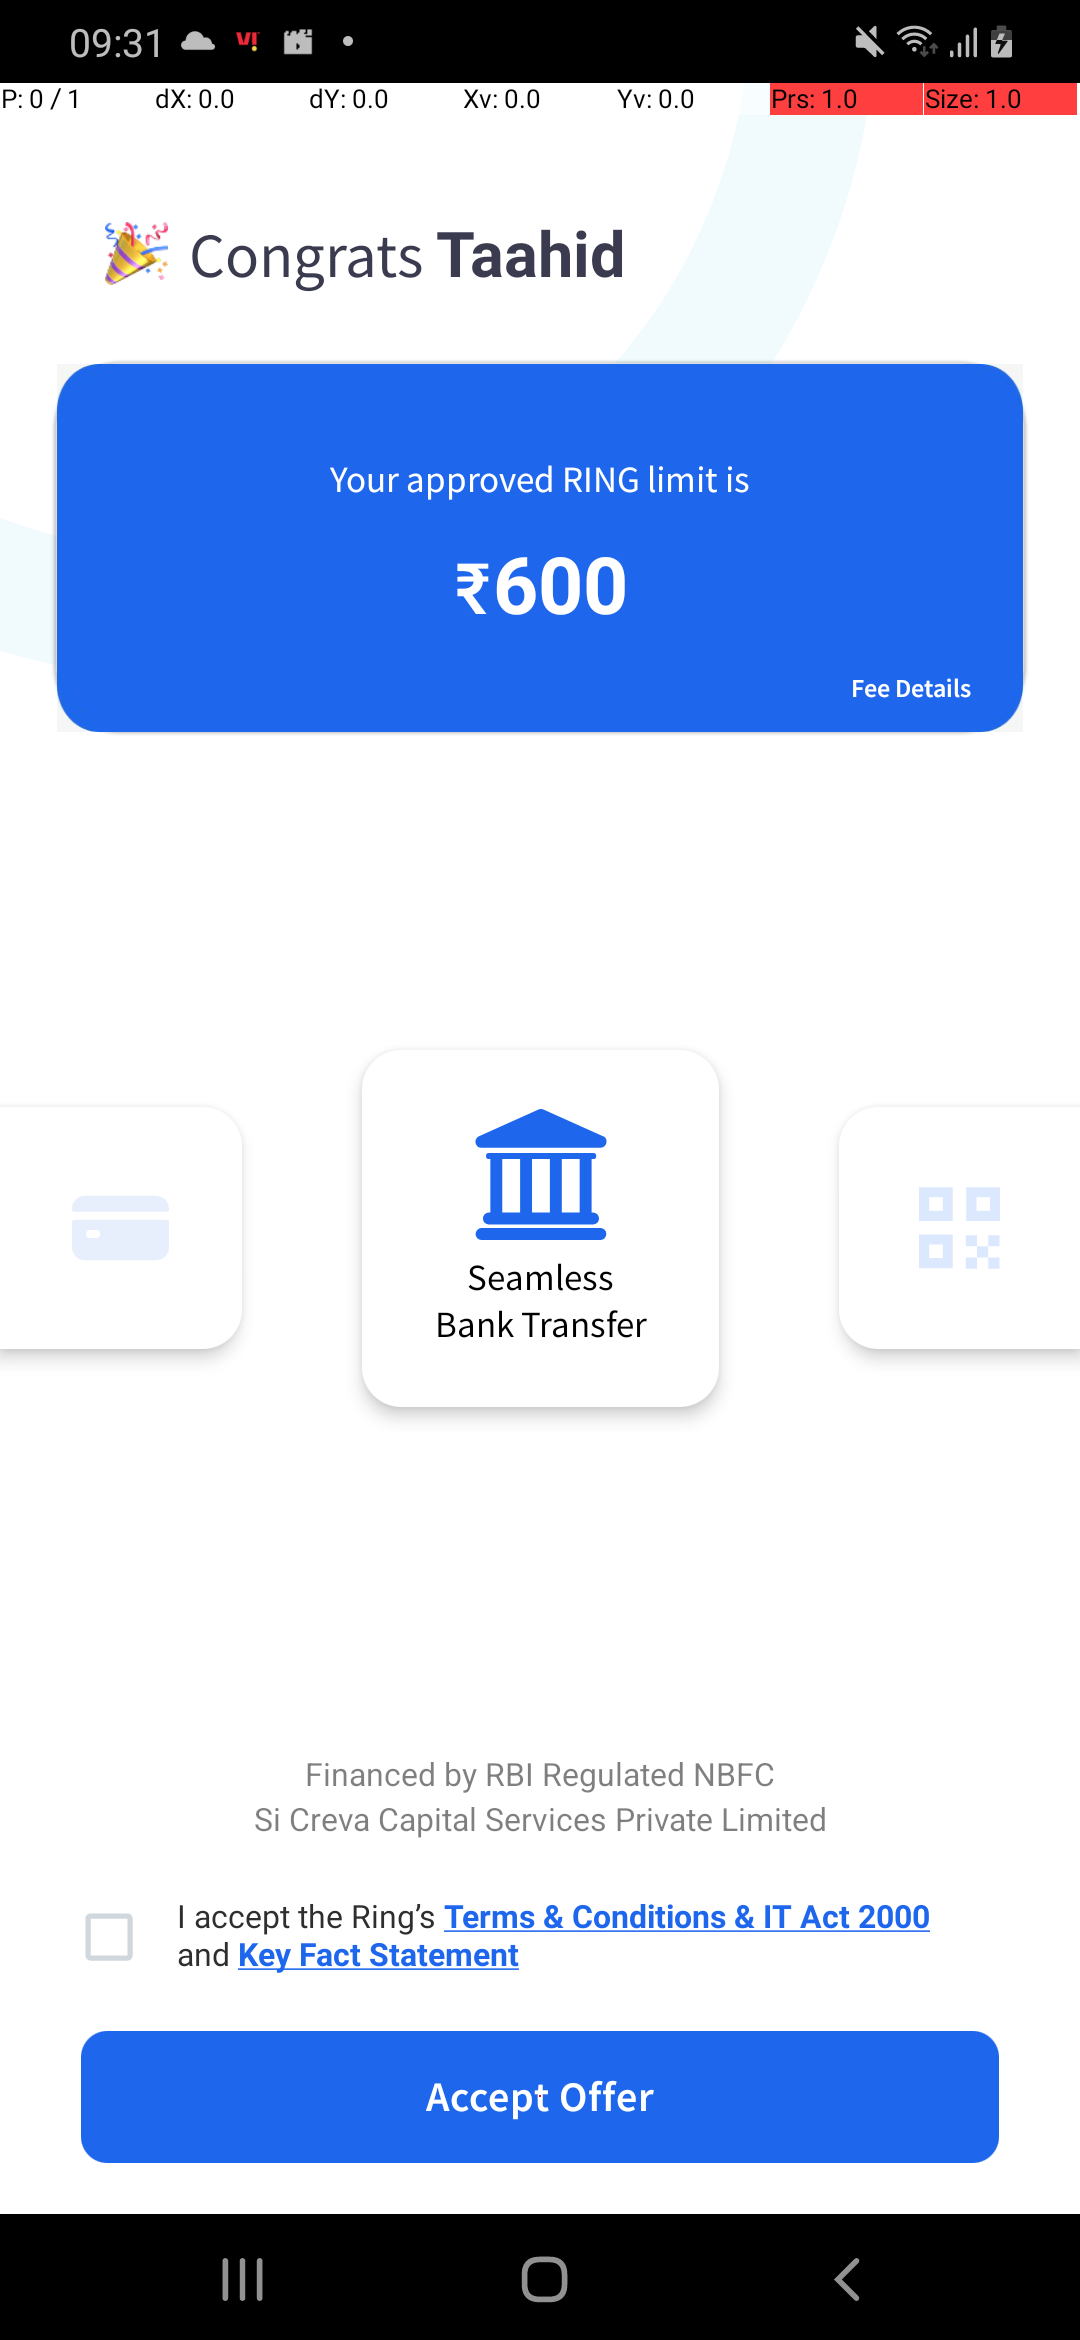 09:31
P: 0 / 1 dX: 0.0 dY: 0.0 Xv: 0.0 Yv: 0.0 Prs: 1.0 Size: 1.0
Congrats Taahid
Your approved RING limit is
₹600
Fee Details
Seamless
Bank Transfer
Financed by RBI Regulated NBFC
Si Creva Capital Services Private Limited
I accept the Ring’s Terms & Conditions & IT Act 2000
and Key Fact Statement
Accept Offer